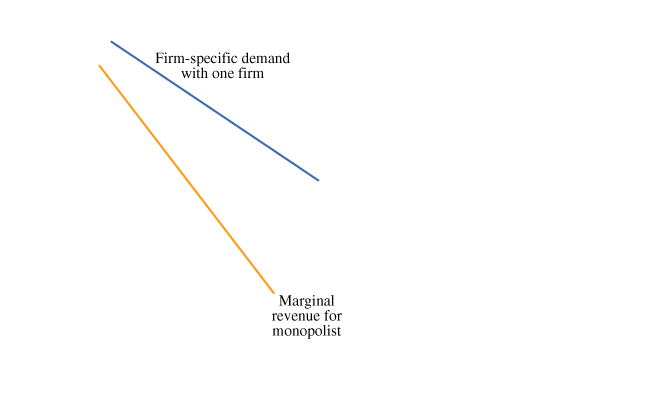 Firm-specific demand
with one firm
Marginal
revenue for
monopolist